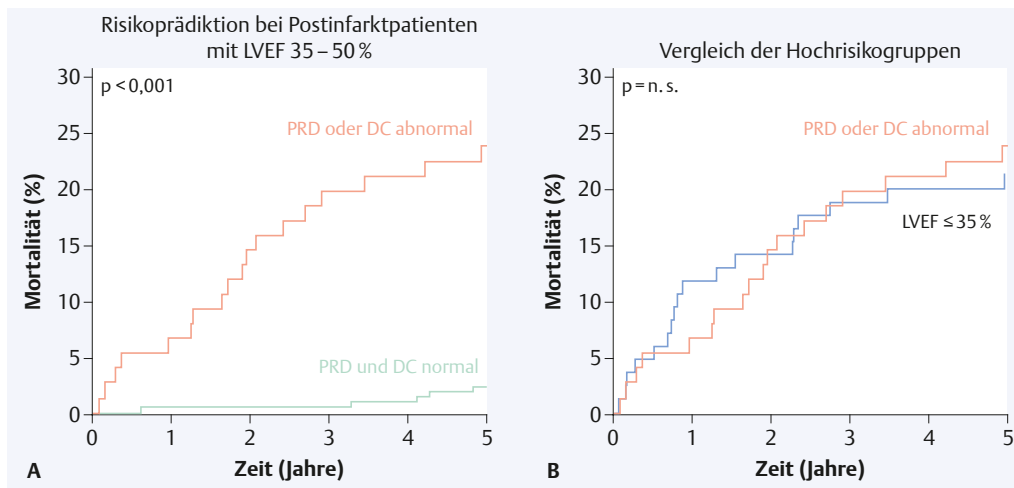 Risikoprädiktion bei Postinfarktpatienten
mit LVEF 35 – 50 %
p < 0,001
PRD oder DC abnormal
PRD und DC normal
Mortalität (%)
30
25
20
15
10
5
0
0 1 2 3 4 5
Zeit (Jahre)
A
Vergleich der Hochrisikogruppen
p = n. s.
PRD oder DC abnormal
LVEF ≤ 35 %
Mortalität (%)
30
25
20
15
10
5
0
0 1 2 3 4 5
Zeit (Jahre)
B